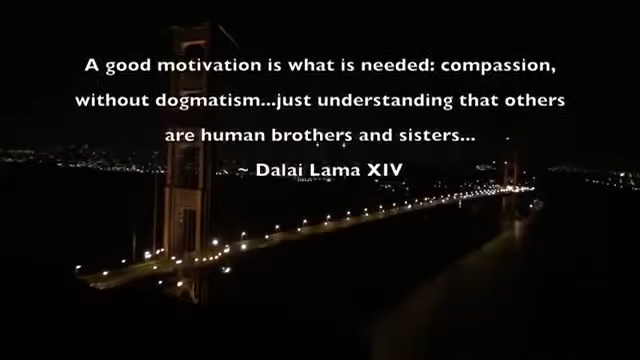 A good motivation is what is needed: compassion,
without dogmatism...just understanding that others
are human brothers and sisters...
~ Dalai Lama XIV